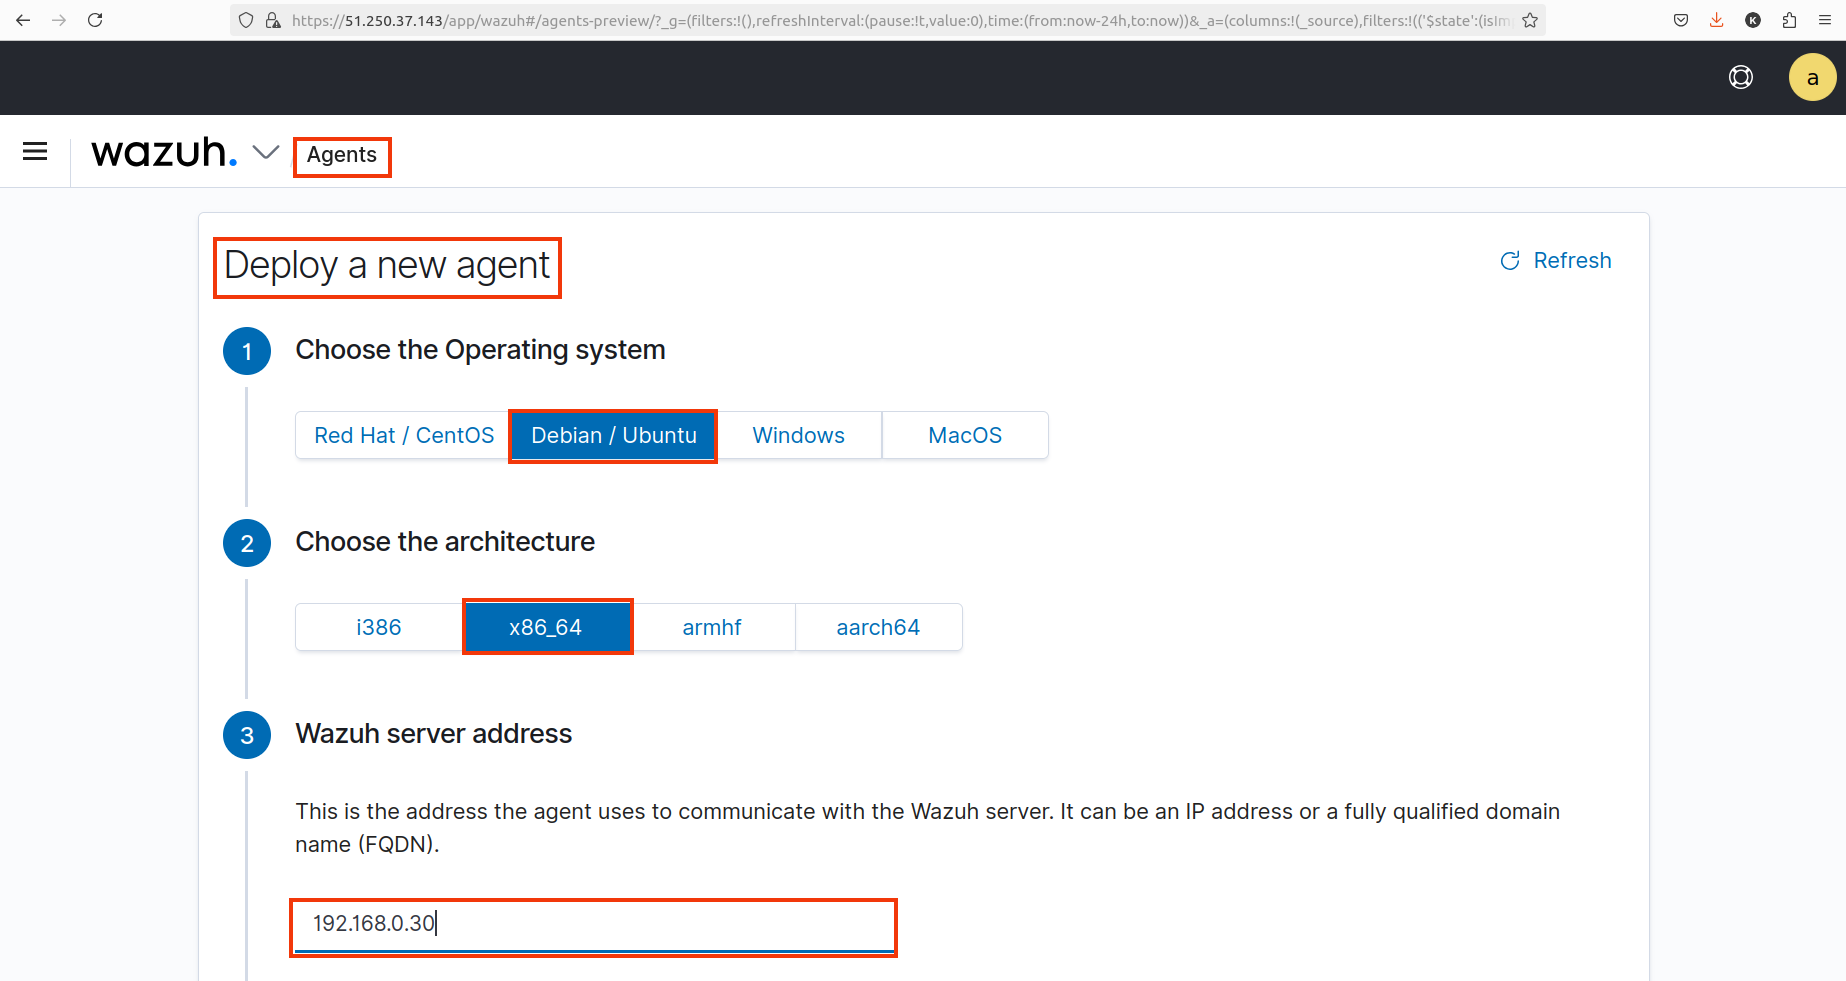 https://51.250.37.143/app/wazuh#/agents-preview/?_g=(filters:!(),refreshInterval:(pause:!t,value:0),time:(from:now-24h,to:now))&_a=(columns:!(_source),filters:!(('$state':(isImp
K
a
wazuh. / Agents
Deploy a new agent
Refresh
1 Choose the Operating system
Red Hat / CentOS Debian / Ubuntu Windows MacOS
2 Choose the architecture
i386 x86_64 armhf aarch64
3 Wazuh server address
This is the address the agent uses to communicate with the Wazuh server. It can be an IP address or a fully qualified domain
name (FQDN).
192.168.0.30